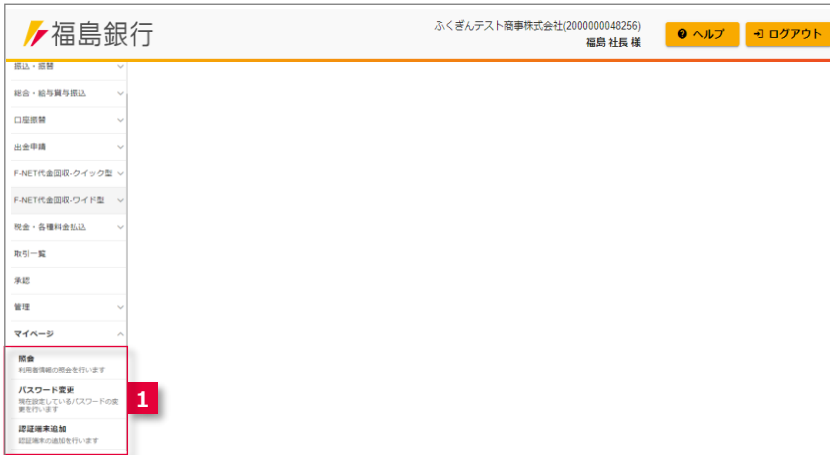 福島銀行
ふくぎんテスト商事株式会社(2000000048256)
福島 社長 様
ヘルプ
ログアウト
振込・振替
総合・給与賞与振込
口座振替
出金申請
F-NET代金回収-クイック型
F-NET代金回収-ワイド型
税金・各種料金払込
取引一覧
承認
管理
マイページ
照会
利用者情報の照会を行います
パスワード変更
現在設定しているパスワードの変
更を行います
認証端末追加
認証端末の追加を行います
1